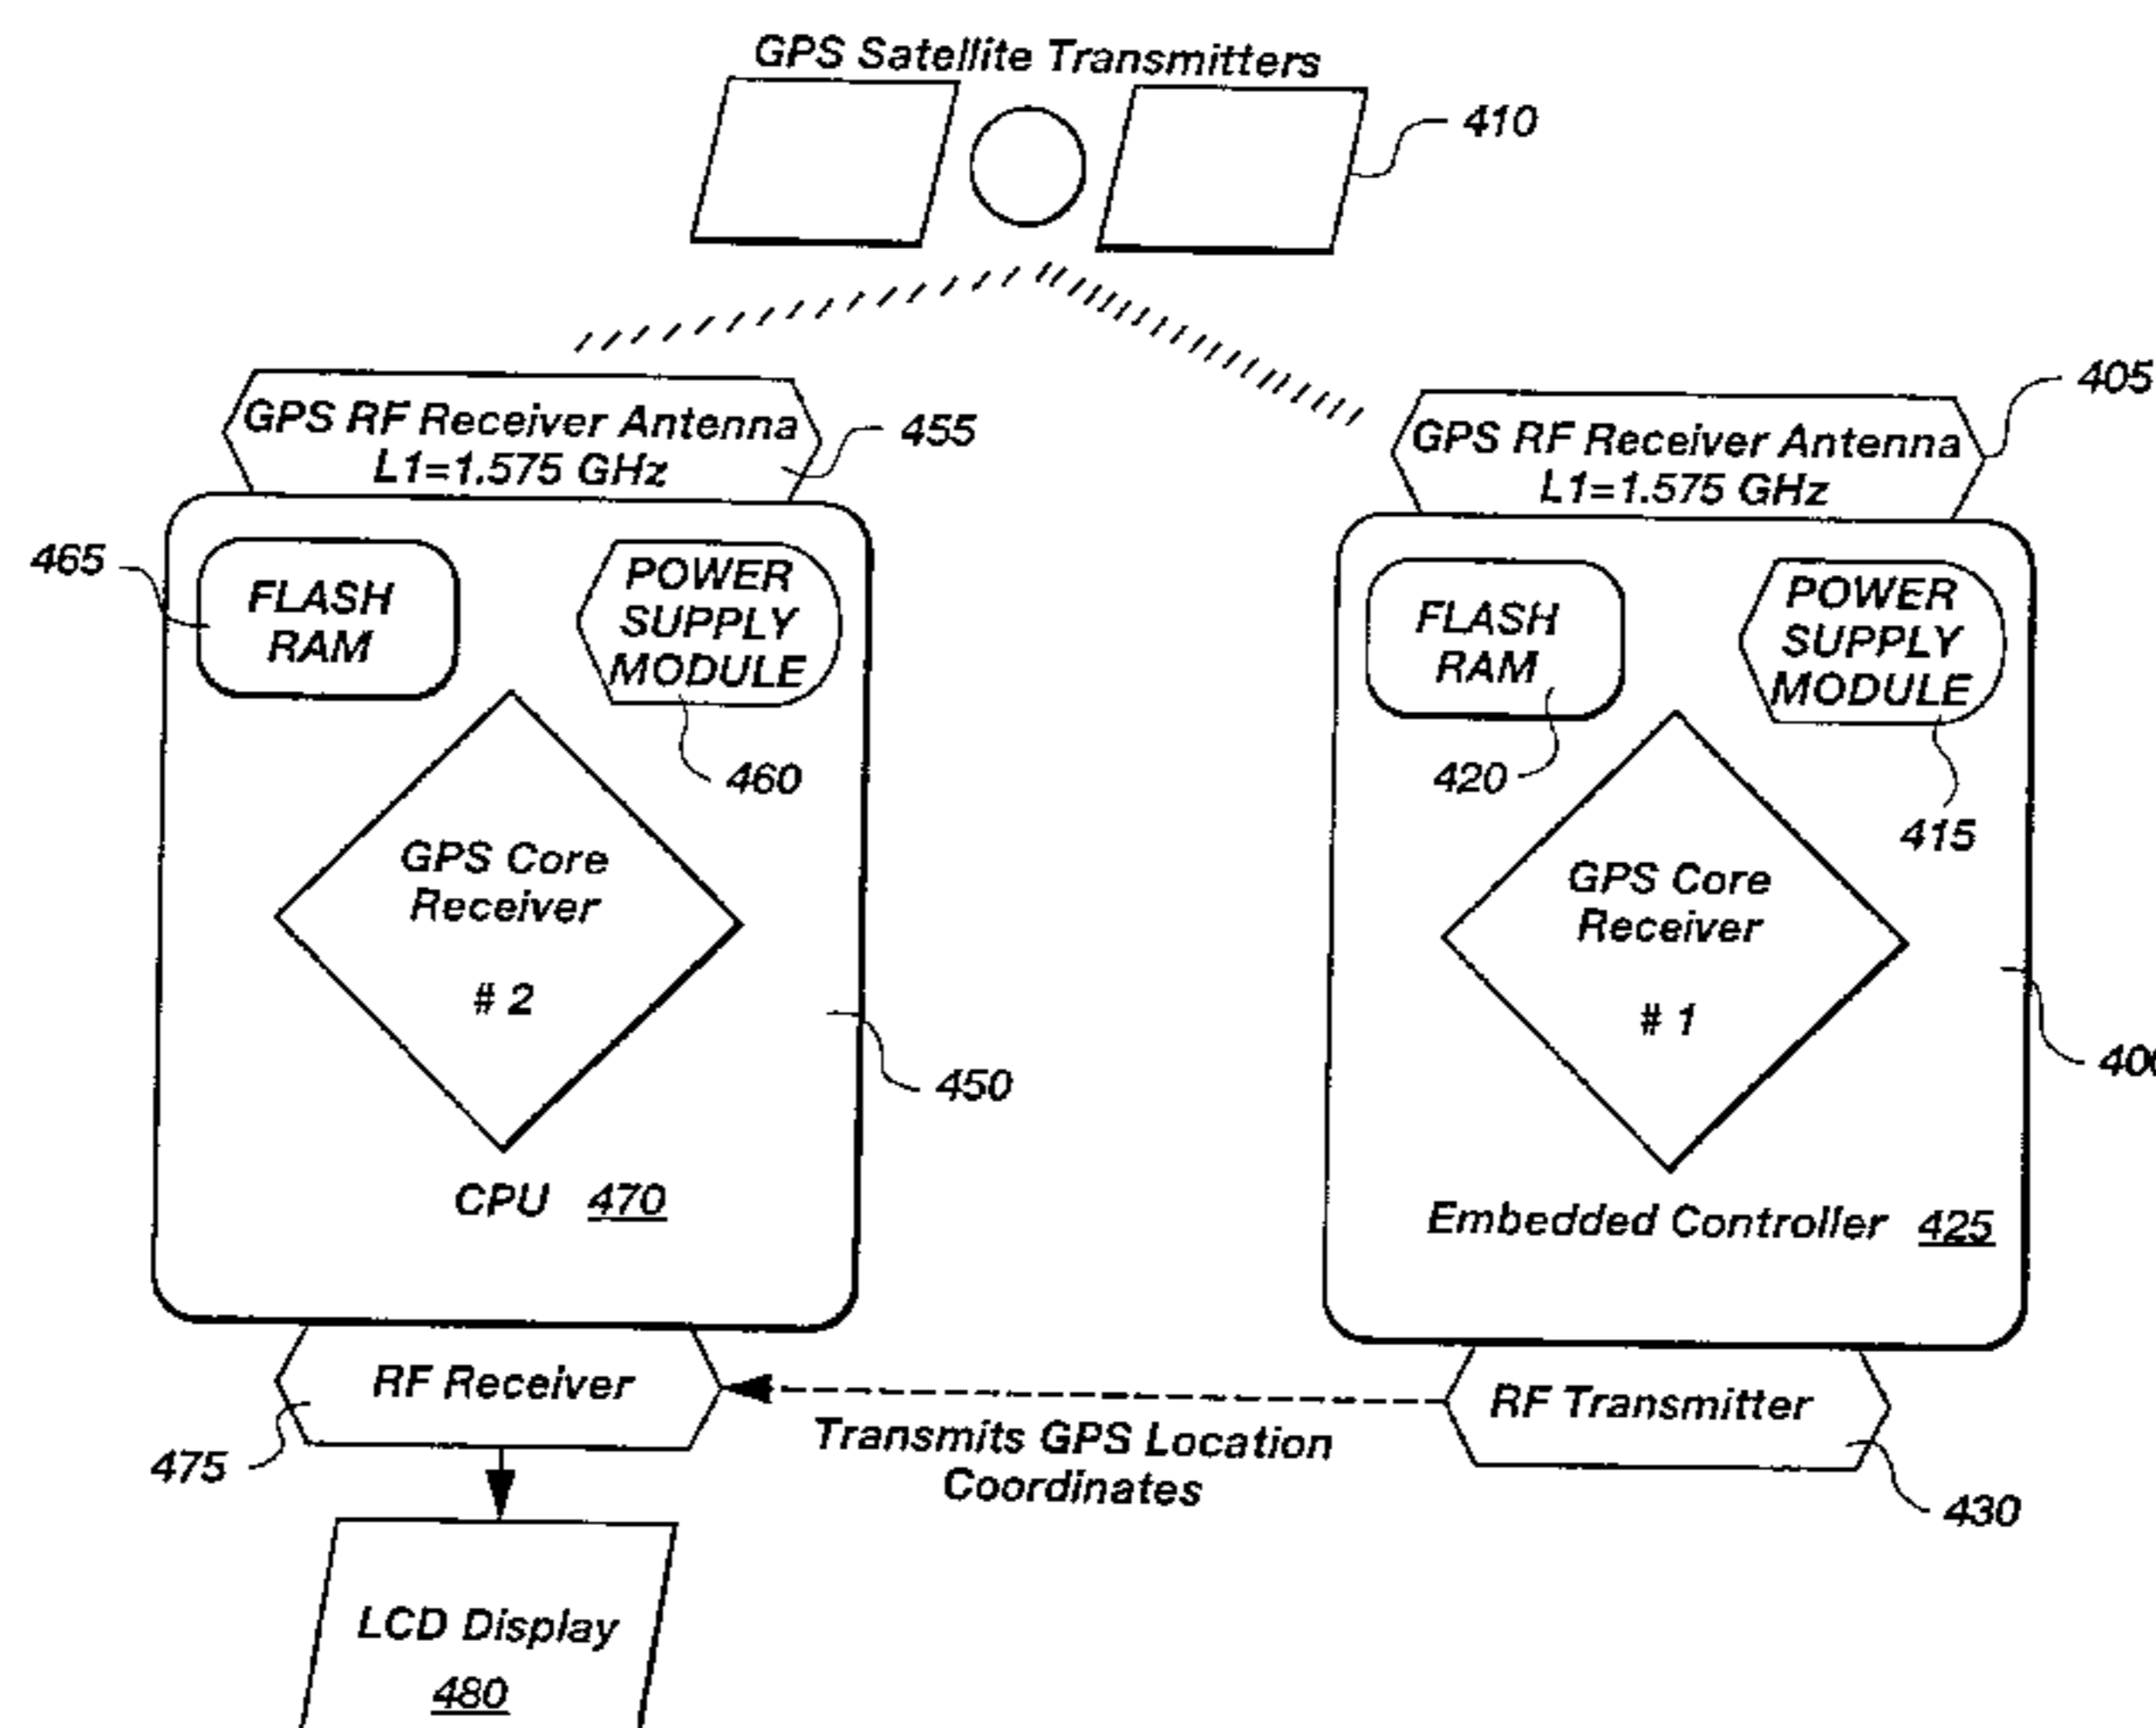 GPS Satellite Transmitters
410
GPS RF Receiver Antenna
L1=1.575 GHz
455
GPS RF Receiver Antenna
L1=1.575 GHz
405
465
FLASH
RAM
POWER
SUPPLY
MODULE
460
FLASH
RAM
420
POWER
SUPPLY
MODULE
415
GPS Core
Receiver
# 2
450
GPS Core
Receiver
# 1
400
CPU 470
Embedded Controller 425
RF Receiver
475
RF Transmitter
430
Transmits GPS Location
Coordinates
LCD Display
480